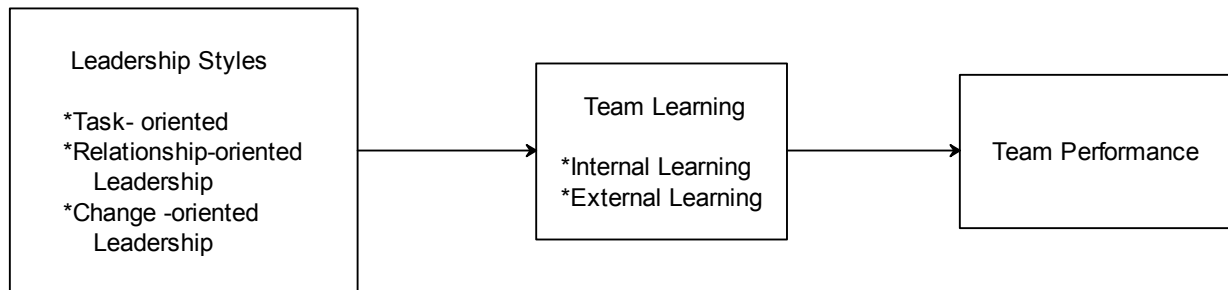 Leadership Styles
*Task- oriented
*Relationship-oriented
Leadership
*Change -oriented
Leadership
Team Learning
*Internal Learning
*External Learning
Team Performance